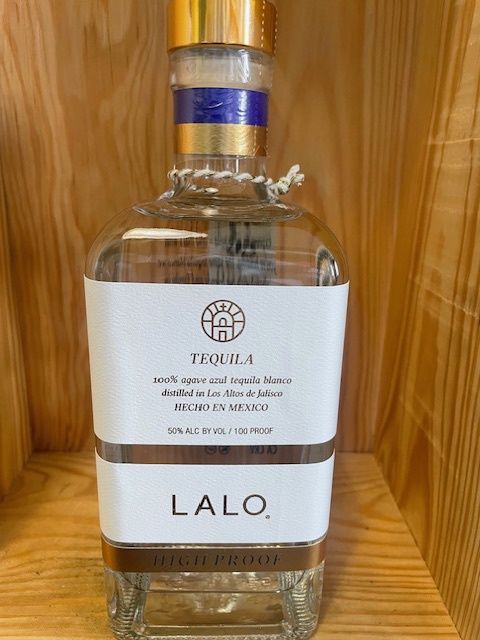 TEQUILA
100% agave azul tequila blanco
distilled in Los Altos de Jalisco
HECHO EN MEXICO
50% ALC BY VOL / 100 PROOF
LALO
HIGH PROOF